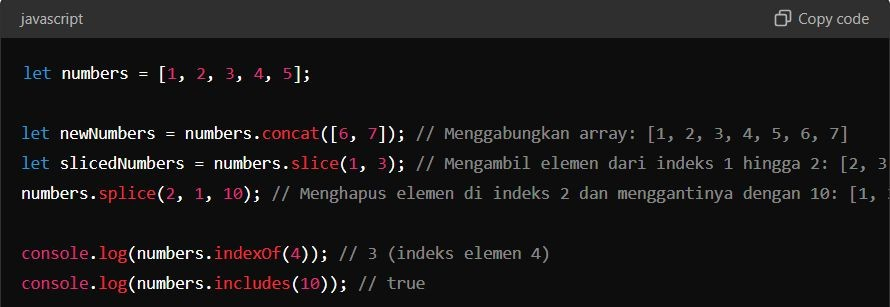 javascript
Copy code
let numbers = [1, 2, 3, 4, 5];
let newNumbers = numbers.concat([6, 7]); // Menggabungkan array: [1, 2, 3, 4, 5, 6, 7]
let slicedNumbers = numbers.slice(1, 3); // Mengambil elemen dari indeks 1 hingga 2: [2, 3
numbers.splice(2, 1, 10); // Menghapus elemen di indeks 2 dan menggantinya dengan 10: [1,
console.log(numbers.indexOf(4)); // 3 (indeks elemen 4)
console.log(numbers.includes(10)); // true